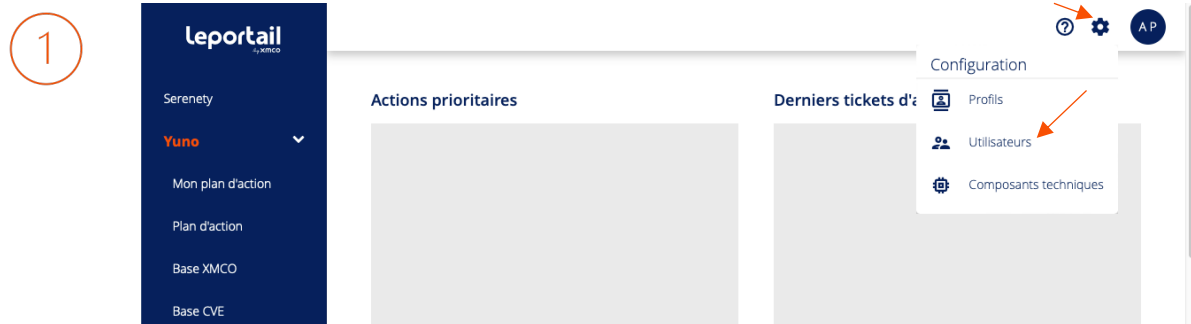 1
leportail
by xmco
AP
Configuration
Serenety
Actions prioritaires
Derniers tickets d'a
Profils
Yuno
Utilisateurs
Mon plan d'action
Composants techniques
Plan d'action
Base XMCO
Base CVE